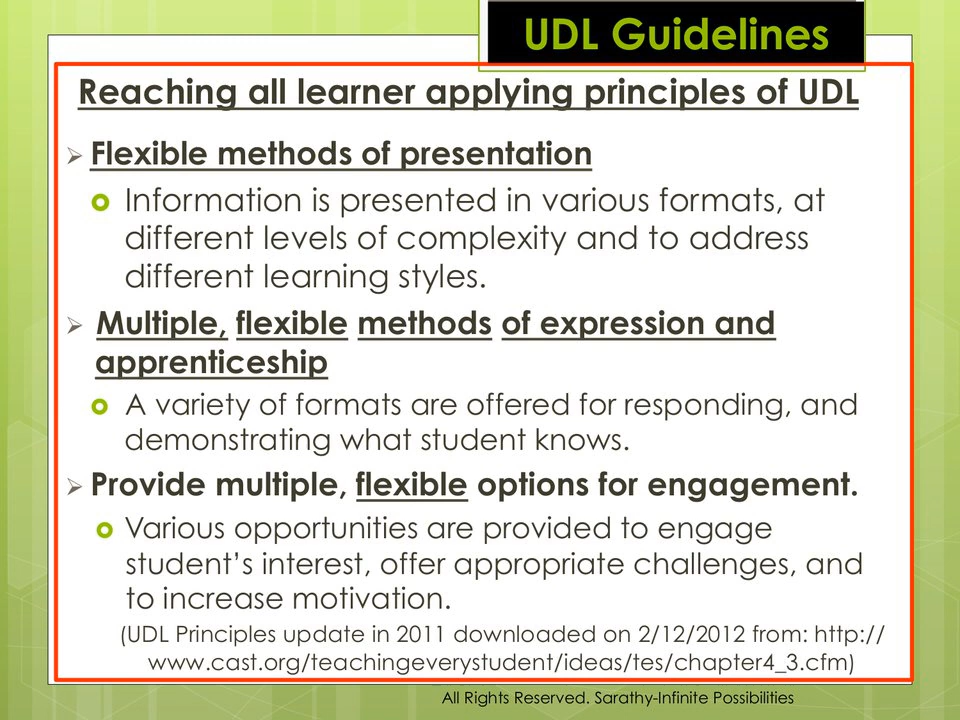 UDL Guidelines
Reaching all learner applying principles of UDL
➢ Flexible methods of presentation
Information is presented in various formats, at
different levels of complexity and to address
different learning styles.
➢ Multiple, flexible methods of expression and
apprenticeship
A variety of formats are offered for responding, and
demonstrating what student knows.
➢ Provide multiple, flexible options for engagement.
Various opportunities are provided to engage
student’s interest, offer appropriate challenges, and
to increase motivation.
(UDL Principles update in 2011 downloaded on 2/12/2012 from: http://
www.cast.org/teachingeverystudent/ideas/tes/chapter4_3.cfm)
All Rights Reserved. Sarathy-Infinite Possibilities